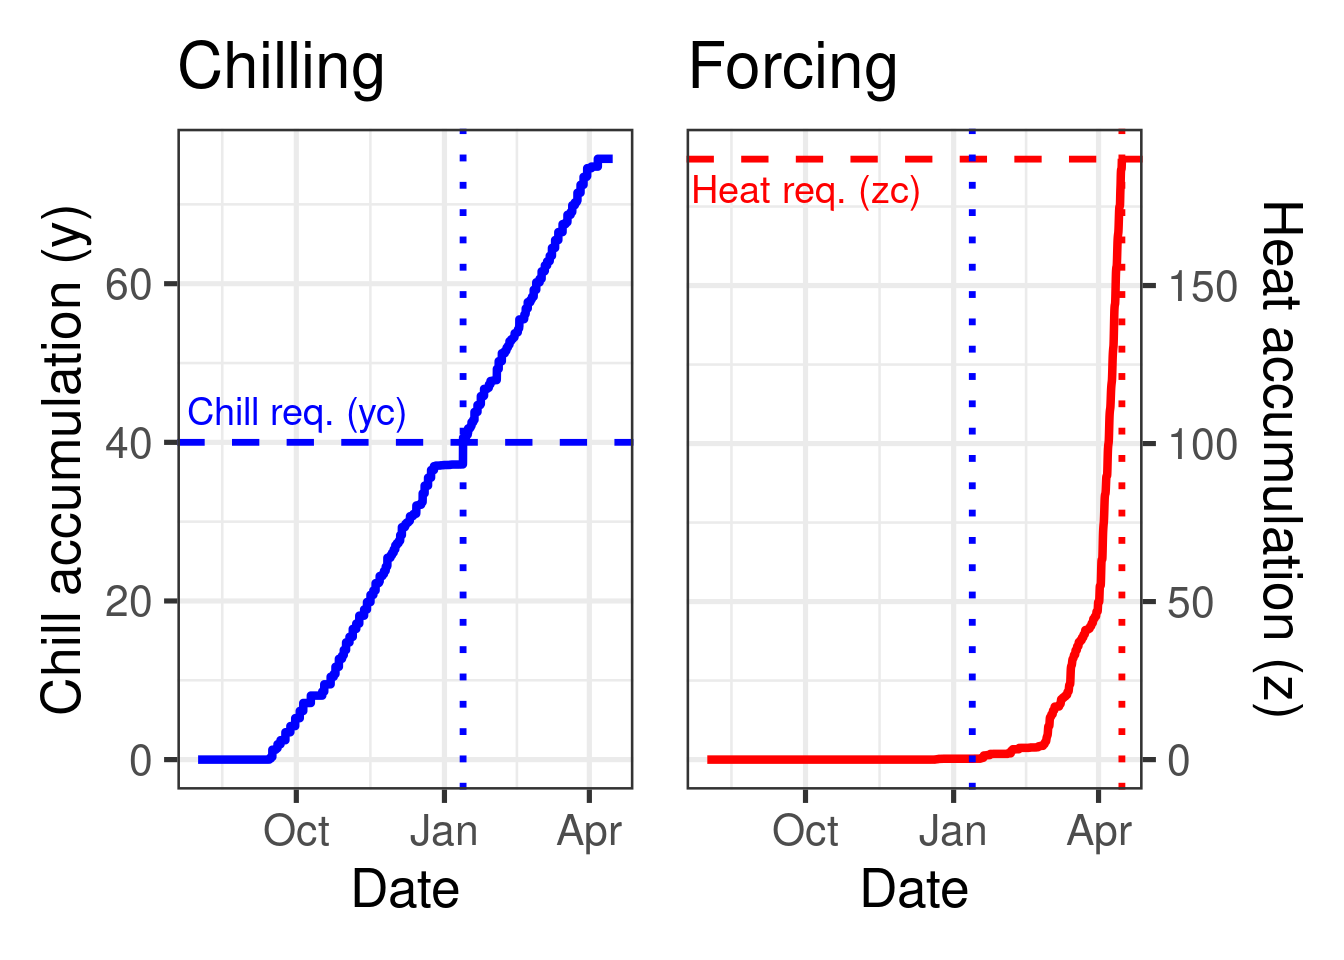 Chilling
Forcing
Chill accumulation (y)
60
40
20
0
Chill req. (yc)
Oct Jan Apr
Date
Heat req. (zc)
150
100
50
0
Heat accumulation (z)
Oct Jan Apr
Date